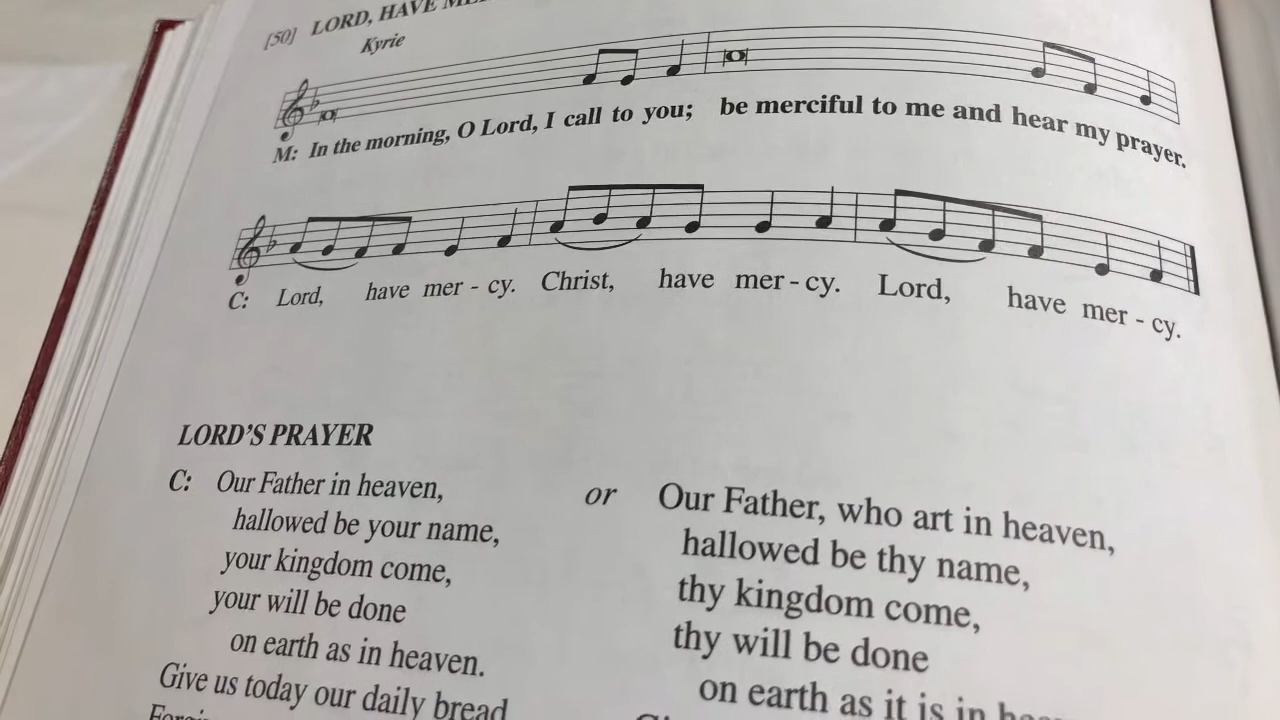 [50] LORD, HAVE
Kyrie
M: In the morning, O Lord, I call to you; be merciful to me and hear my prayer.
C: Lord, have mer - cy. Christ, have mer - cy. Lord, have mer - cy.
LORD'S PRAYER
C: Our Father in heaven,
hallowed be your name,
your kingdom come,
your will be done
on earth as in heaven.
Give us today our daily bread
or
Our Father, who art in heaven,
hallowed be thy name,
thy kingdom come,
thy will be done
on earth as it is in